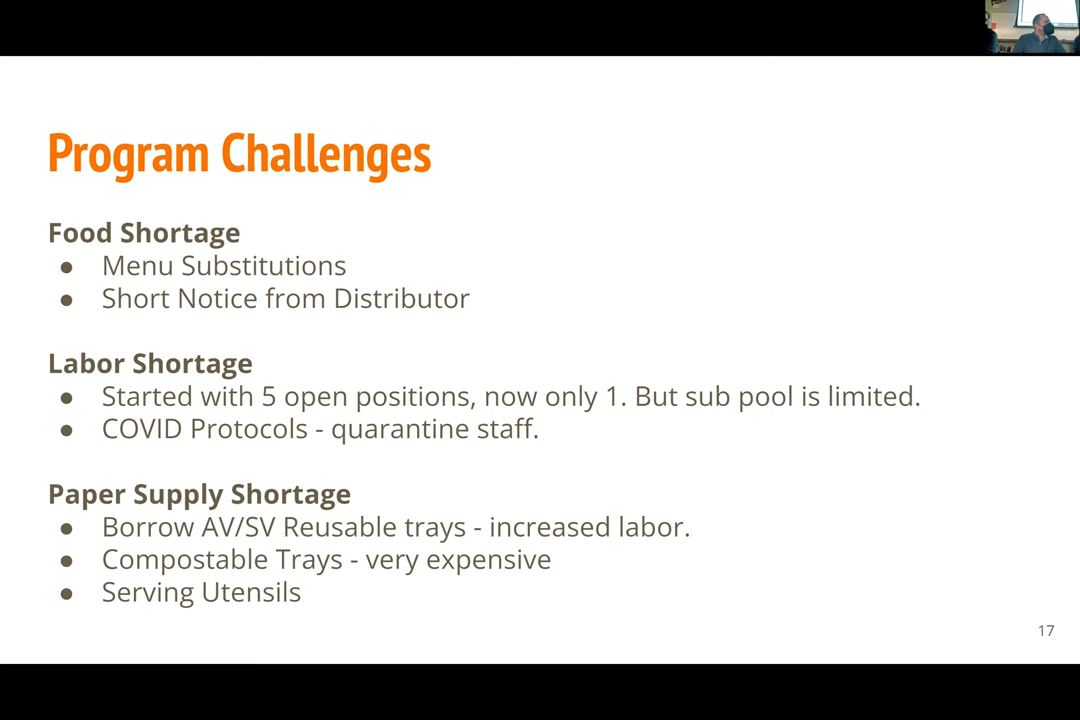 Program Challenges
Food Shortage
● Menu Substitutions
● Short Notice from Distributor
Labor Shortage
● Started with 5 open positions, now only 1. But sub pool is limited.
● COVID Protocols - quarantine staff.
Paper Supply Shortage
● Borrow AV/SV Reusable trays - increased labor.
● Compostable Trays - very expensive
● Serving Utensils
17